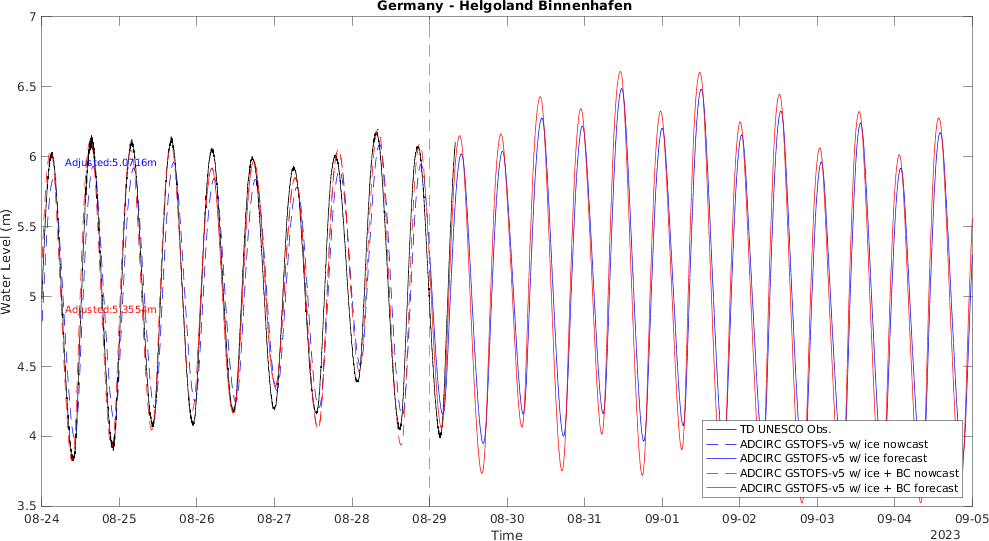 Germany - Helgoland Binnenhafen
7
6.5
6
5.5
5
4.5
4
3.5
Water Level (m)
Adjusted:5.0716m
Adjusted:5.3554m
TD UNESCO Obs.
ADCIRC GSTOFS-v5 w/ ice nowcast
ADCIRC GSTOFS-v5 w/ ice forecast
ADCIRC GSTOFS-v5 w/ ice + BC nowcast
ADCIRC GSTOFS-v5 w/ ice + BC forecast
08-24 08-25 08-26 08-27 08-28 08-29 08-30 08-31 09-01 09-02 09-03 09-04 09-05
Time
2023